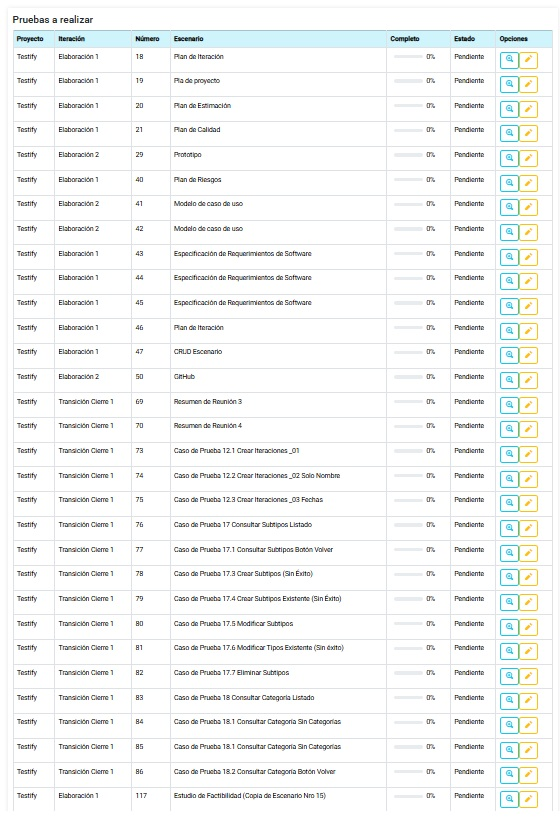 Pruebas a realizar
Proyecto Iteración Número Escenario Completo Estado Opciones
Testify Elaboración 1 18 Plan de Iteración 0% Pendiente
Testify Elaboración 1 19 Pla de proyecto 0% Pendiente
Testify Elaboración 1 20 Plan de Estimación 0% Pendiente
Testify Elaboración 1 21 Plan de Calidad 0% Pendiente
Testify Elaboración 2 29 Prototipo 0% Pendiente
Testify Elaboración 1 40 Plan de Riesgos 0% Pendiente
Testify Elaboración 2 41 Modelo de caso de uso 0% Pendiente
Testify Elaboración 2 42 Modelo de caso de uso 0% Pendiente
Testify Elaboración 1 43 Especificación de Requerimientos de Software 0% Pendiente
Testify Elaboración 1 44 Especificación de Requerimientos de Software 0% Pendiente
Testify Elaboración 1 45 Especificación de Requerimientos de Software 0% Pendiente
Testify Elaboración 1 46 Plan de Iteración 0% Pendiente
Testify Elaboración 1 47 CRUD Escenario 0% Pendiente
Testify Elaboración 2 50 GitHub 0% Pendiente
Testify Transición Cierre 1 69 Resumen de Reunión 3 0% Pendiente
Testify Transición Cierre 1 70 Resumen de Reunión 4 0% Pendiente
Testify Transición Cierre 1 73 Caso de Prueba 12.1 Crear Iteraciones _01 0% Pendiente
Testify Transición Cierre 1 74 Caso de Prueba 12.2 Crear Iteraciones _02 Solo Nombre 0% Pendiente
Testify Transición Cierre 1 75 Caso de Prueba 12.3 Crear Iteraciones _03 Fechas 0% Pendiente
Testify Transición Cierre 1 76 Caso de Prueba 17 Consultar Subtipos Listado 0% Pendiente
Testify Transición Cierre 1 77 Caso de Prueba 17.1 Consultar Subtipos Botón Volver 0% Pendiente
Testify Transición Cierre 1 78 Caso de Prueba 17.3 Crear Subtipos (Sin Éxito) 0% Pendiente
Testify Transición Cierre 1 79 Caso de Prueba 17.4 Crear Subtipos Existente (Sin Éxito) 0% Pendiente
Testify Transición Cierre 1 80 Caso de Prueba 17.5 Modificar Subtipos 0% Pendiente
Testify Transición Cierre 1 81 Caso de Prueba 17.6 Modificar Tipos Existente (Sin éxito) 0% Pendiente
Testify Transición Cierre 1 82 Caso de Prueba 17.7 Eliminar Subtipos 0% Pendiente
Testify Transición Cierre 1 83 Caso de Prueba 18 Consultar Categoría Listado 0% Pendiente
Testify Transición Cierre 1 84 Caso de Prueba 18.1 Consultar Categoría Sin Categorías 0% Pendiente
Testify Transición Cierre 1 85 Caso de Prueba 18.1 Consultar Categoría Sin Categorías 0% Pendiente
Testify Transición Cierre 1 86 Caso de Prueba 18.2 Consultar Categoría Botón Volver 0% Pendiente
Testify Elaboración 1 117 Estudio de Factibilidad (Copia de Escenario Nro 15) 0% Pendiente